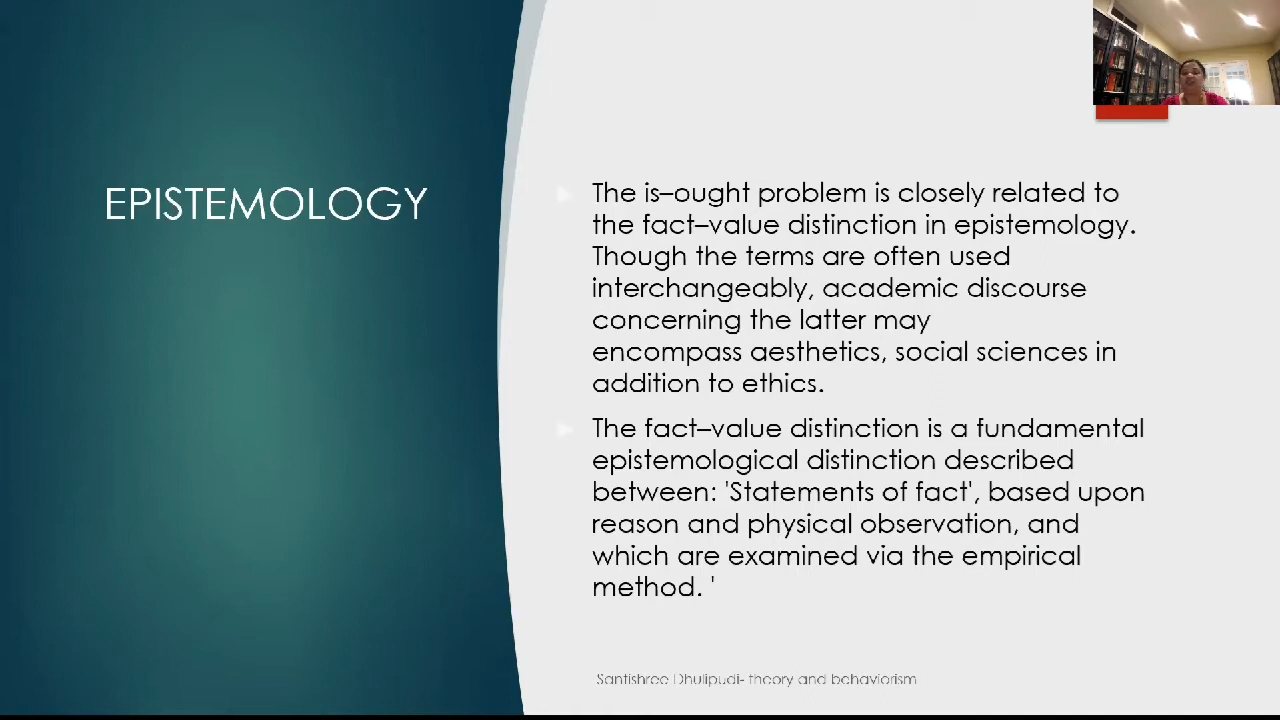 EPISTEMOLOGY
The is–ought problem is closely related to
the fact–value distinction in epistemology.
Though the terms are often used
interchangeably, academic discourse
concerning the latter may
encompass aesthetics, social sciences in
addition to ethics.
The fact–value distinction is a fundamental
epistemological distinction described
between: 'Statements of fact', based upon
reason and physical observation, and
which are examined via the empirical
method. '
Santishree Dhulipudi- theory and behaviorism